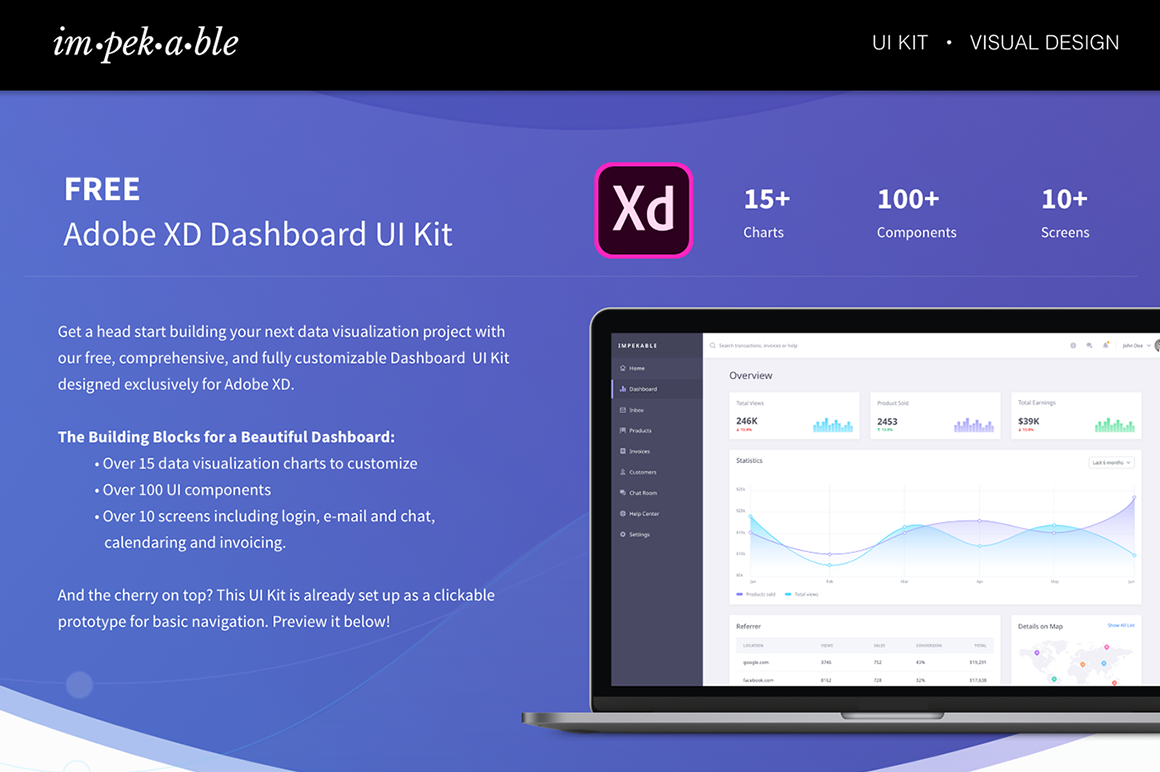 im•pek•a•ble
UI KIT • VISUAL DESIGN
FREE
Adobe XD Dashboard UI Kit
Xd
15+
Charts
100+
Components
10+
Screens
Get a head start building your next data visualization project with
our free, comprehensive, and fully customizable Dashboard UI Kit
designed exclusively for Adobe XD.
The Building Blocks for a Beautiful Dashboard:
• Over 15 data visualization charts to customize
• Over 100 UI components
• Over 10 screens including login, e-mail and chat,
calendaring and invoicing.
And the cherry on top? This UI Kit is already set up as a clickable
prototype for basic navigation. Preview it below!
IMPEKABLE
Search transactions, invoices or help
John Doe
Home
Dashboard
Inbox
Products
Invoices
Customers
Chat Room
Help Center
Settings
Overview
Total Views
246K
Product Sold
2453
Total Earnings
$39K
Statistics
Last 6 months
Jan Feb Mar Apr May Jun
Products sold Total views
Referrer
LOCATION VIEWS SALES CONVERSION TOTAL
google.com 3746 752 43% $19,291
facebook.com 8152 728 32% $17,638
Details on Map
Show All List